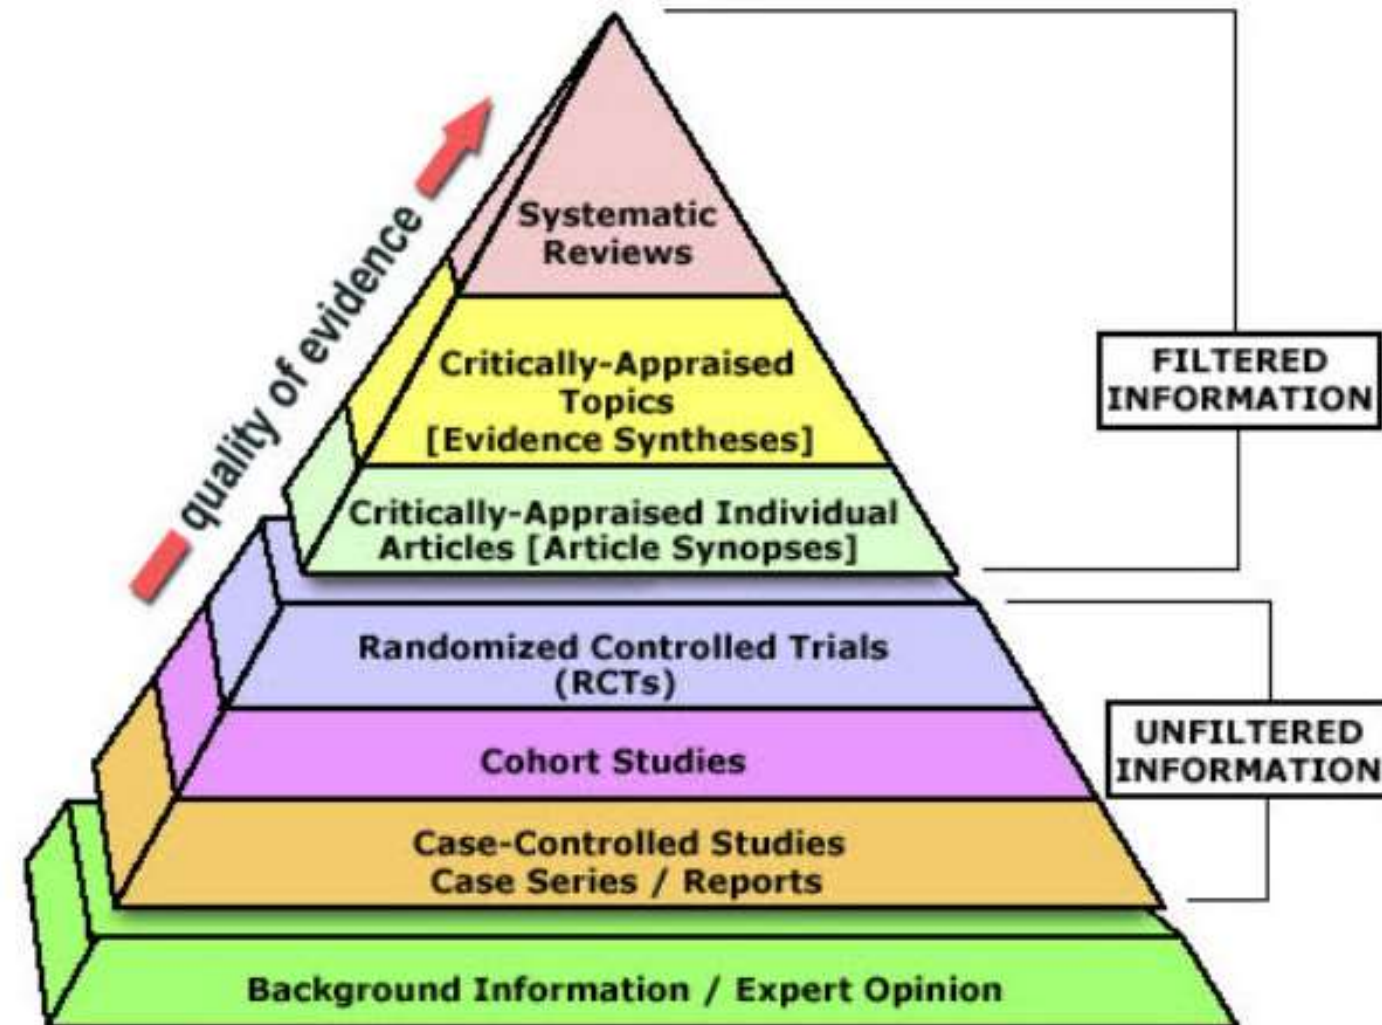 quality of evidence
Systematic
Reviews
Critically-Appraised
Topics
[Evidence Syntheses]
Critically-Appraised Individual
Articles [Article Synopses]
FILTERED
INFORMATION
Randomized Controlled Trials
(RCTs)
Cohort Studies
Case-Controlled Studies
Case Series / Reports
UNFILTERED
INFORMATION
Background Information / Expert Opinion